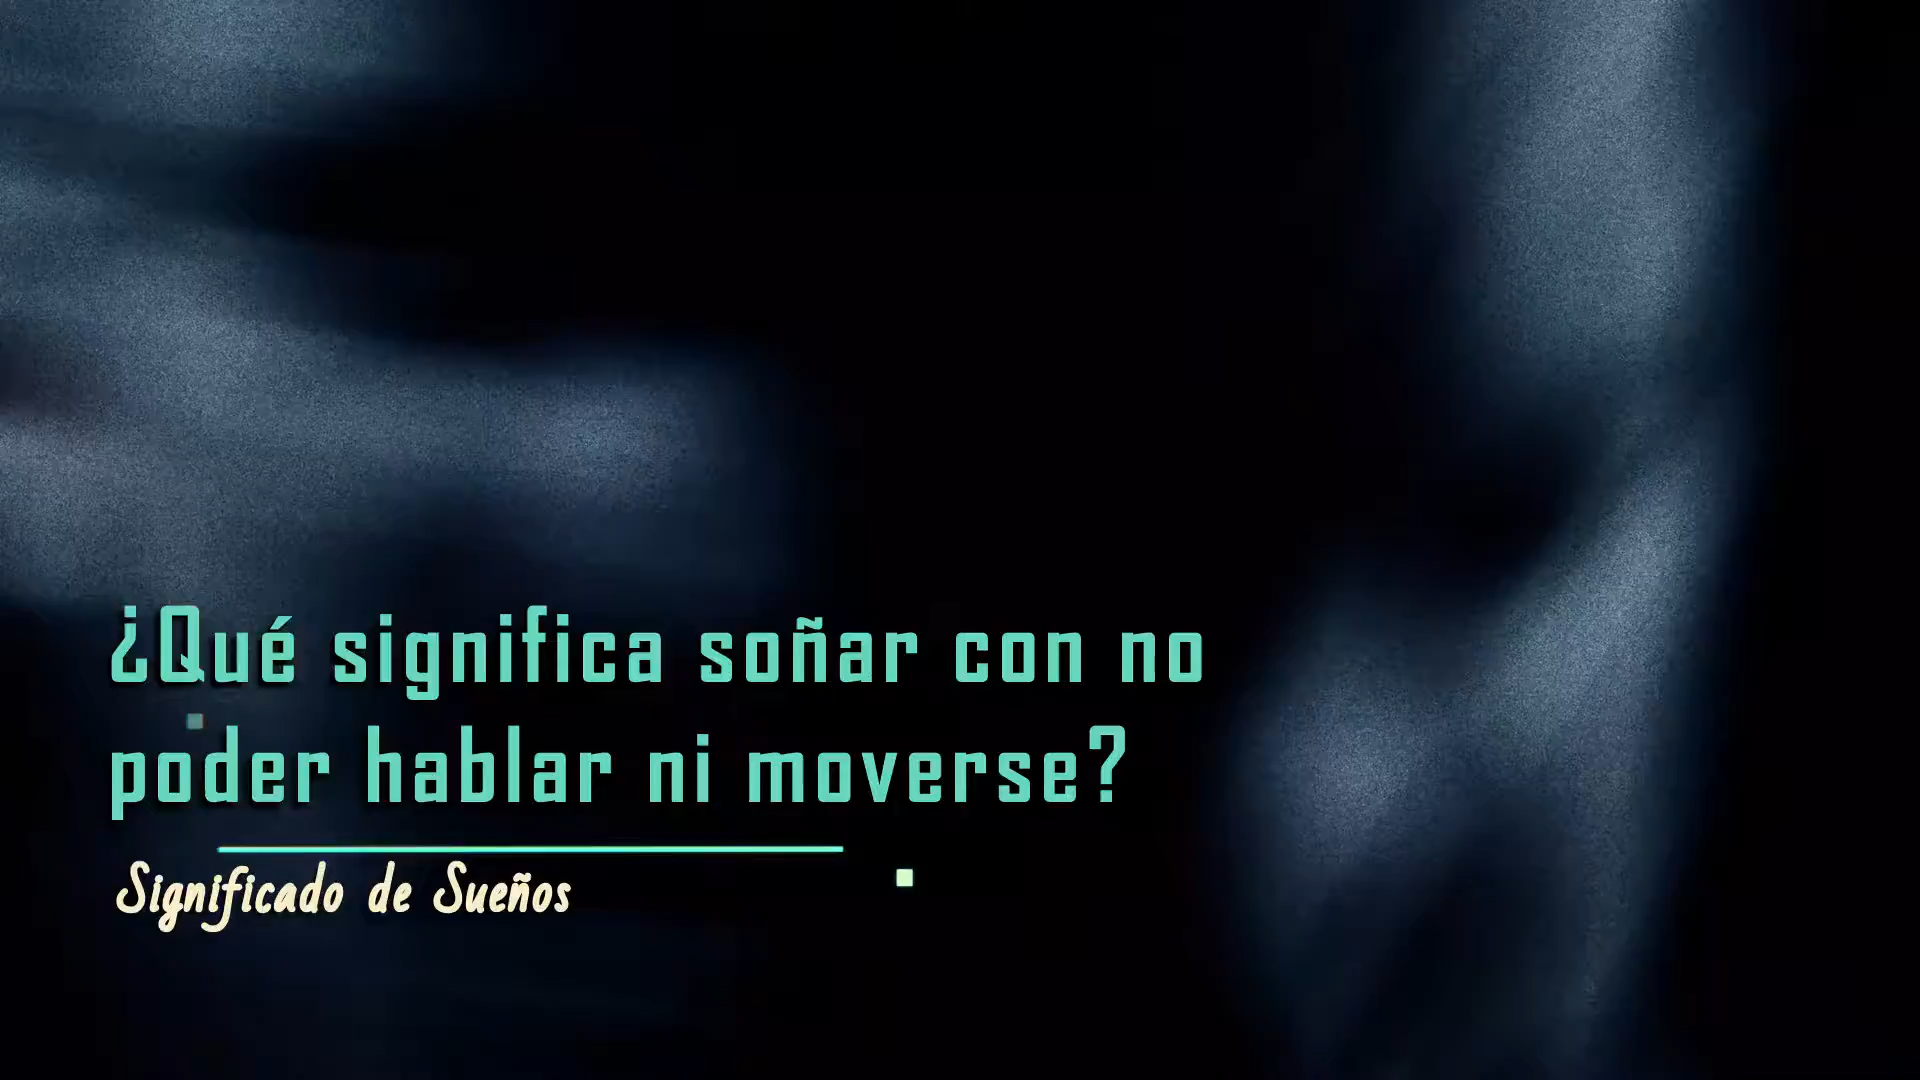 ¿Qué significa soñar con no
poder hablar ni moverse?
Significado de Sueños